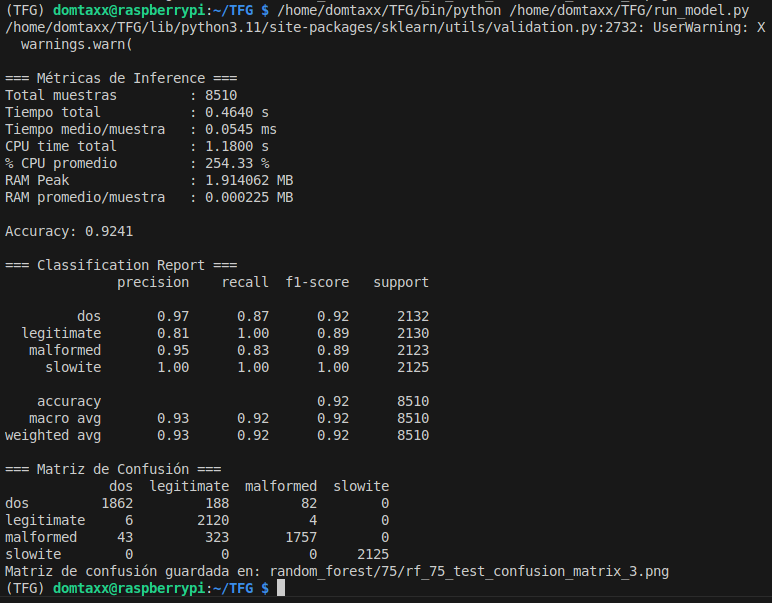 (TFG) domtaxx@raspberrypi:~/TFG $ /home/domtaxx/TFG/bin/python /home/domtaxx/TFG/run_model.py
/home/domtaxx/TFG/lib/python3.11/site-packages/sklearn/utils/validation.py:2732: UserWarning: X
  warnings.warn(

=== Métricas de Inference ===
Total muestras         : 8510
Tiempo total           : 0.4640 s
Tiempo medio/muestra   : 0.0545 ms
CPU time total         : 1.1800 s
% CPU promedio         : 254.33 %
RAM Peak               : 1.914062 MB
RAM promedio/muestra   : 0.000225 MB

Accuracy: 0.9241

=== Classification Report ===
              precision    recall  f1-score   support

         dos       0.97      0.87      0.92      2132
  legitimate       0.81      1.00      0.89      2130
   malformed       0.95      0.83      0.89      2123
     slowite       1.00      1.00      1.00      2125

    accuracy                           0.92      8510
   macro avg       0.93      0.92      0.92      8510
weighted avg       0.93      0.92      0.92      8510

=== Matriz de Confusión ===
             dos  legitimate  malformed  slowite
dos         1862         188         82        0
legitimate     6        2120          4        0
malformed     43         323       1757        0
slowite        0           0          0     2125
Matriz de confusión guardada en: random_forest/75/rf_75_test_confusion_matrix_3.png
(TFG) domtaxx@raspberrypi:~/TFG $